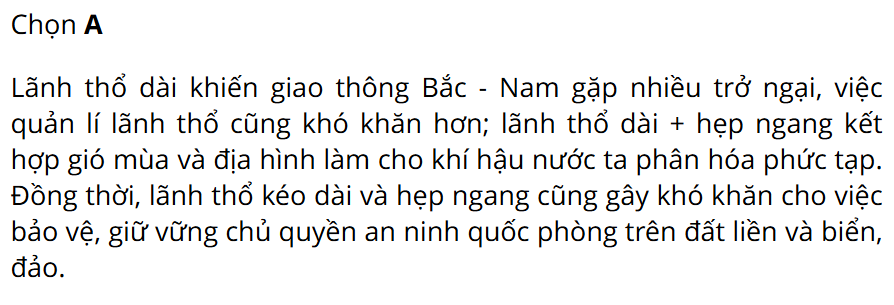 Chọn A
Lãnh thổ dài khiến giao thông Bắc - Nam gặp nhiều trở ngại, việc
quản lí lãnh thổ cũng khó khăn hơn; lãnh thổ dài + hẹp ngang kết
hợp gió mùa và địa hình làm cho khí hậu nước ta phân hóa phức tạp.
Đồng thời, lãnh thổ kéo dài và hẹp ngang cũng gây khó khăn cho việc
bảo vệ, giữ vững chủ quyền an ninh quốc phòng trên đất liền và biển,
đảo.